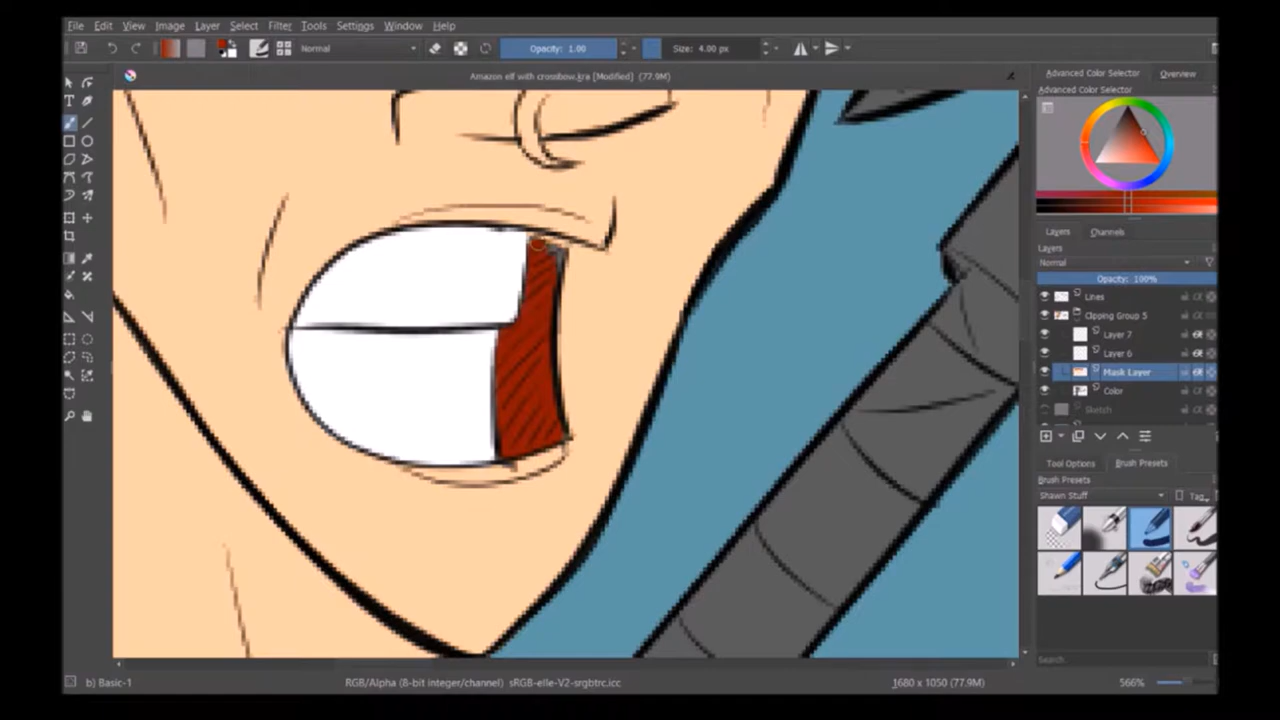 File Edit View Image Layer Select Filter Tools Settings Window Help
Normal Opacity: 1.00 Size: 4.00 px
Amazon elf with crossbow.kra [Modified] (77.9M)
Advanced Color Selector Overview
Advanced Color Selector
Layers Channels
Layers
Normal
Opacity: 100%
Lines
Clipping Group 5
Layer 7
Layer 6
Mask Layer
Color
Sketch
Tool Options Brush Presets
Brush Presets
Shawn Stuff Tag
Search
b) Basic-1 RGB/Alpha (8-bit integer/channel) sRGB-elle-V2-srgbtrc.icc 1680 x 1050 (77.9M) 566%